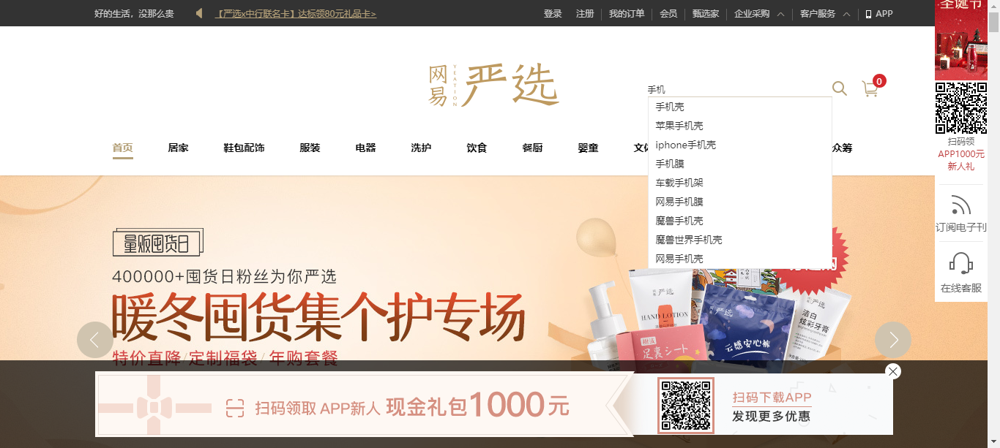 好的生活，没那么贵
【严选x中行联名卡】达标领80元礼品卡>
登录 注册 我的订单 会员 甄选家 企业采购 客户服务 APP
圣诞节
网易
YEATION
严选
手机
0
手机壳
苹果手机壳
iphone手机壳
手机膜
车载手机架
网易手机膜
魔兽手机壳
魔兽世界手机壳
网易手机壳
扫码领
APP1000元
新人礼
首页 居家 鞋包配饰 服装 电器 洗护 饮食 餐厨 婴童 众筹
订阅电子刊
在线客服
量贩囤货日
400000+囤货日粉丝为你严选
暖冬囤货集个护专场
特价直降/定制福袋/年购套餐
严选
HAND LOTION
足裏シート
严选
云感安心裤
严选
洁白
炫彩牙膏
扫码领取 APP新人 现金礼包1000元
扫码下载APP
发现更多优惠